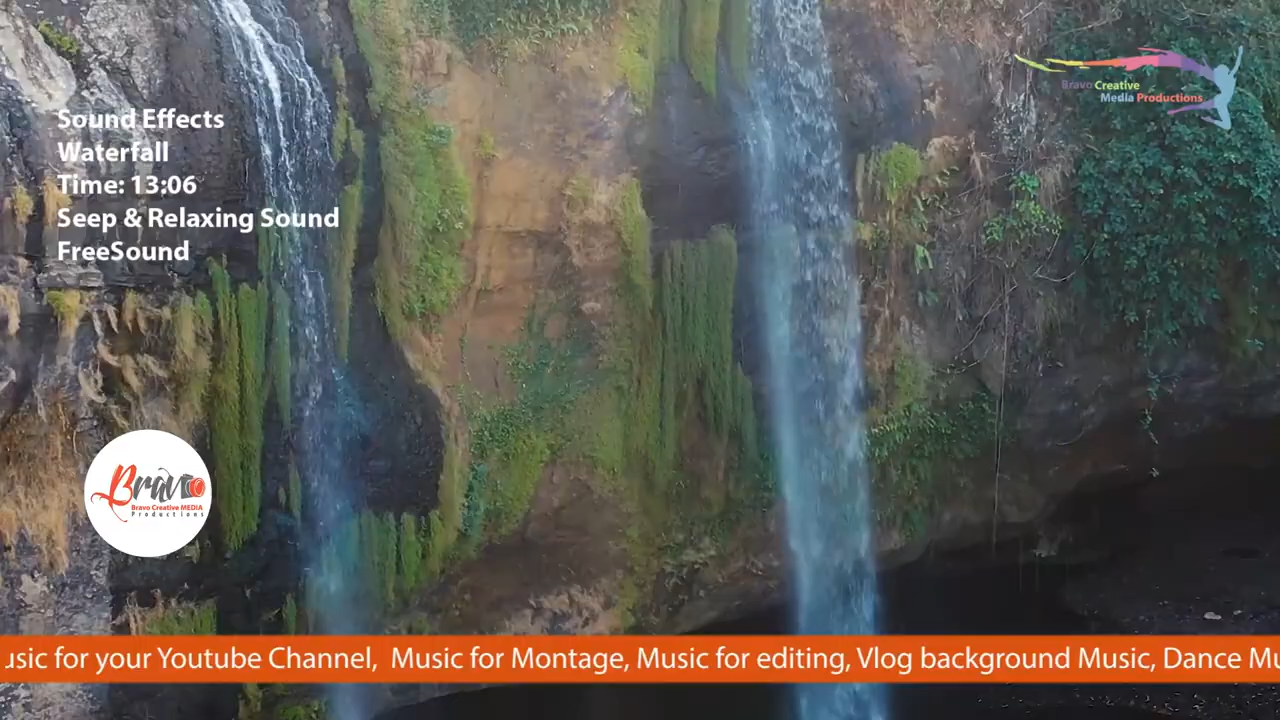 Sound Effects
Waterfall
Time: 13:06
Seep & Relaxing Sound
FreeSound
Bravo Creative
Media Productions
Bravo
Bravo Creative MEDIA
Productions
usic for your Youtube Channel, Music for Montage, Music for editing, Vlog background Music, Dance Mu